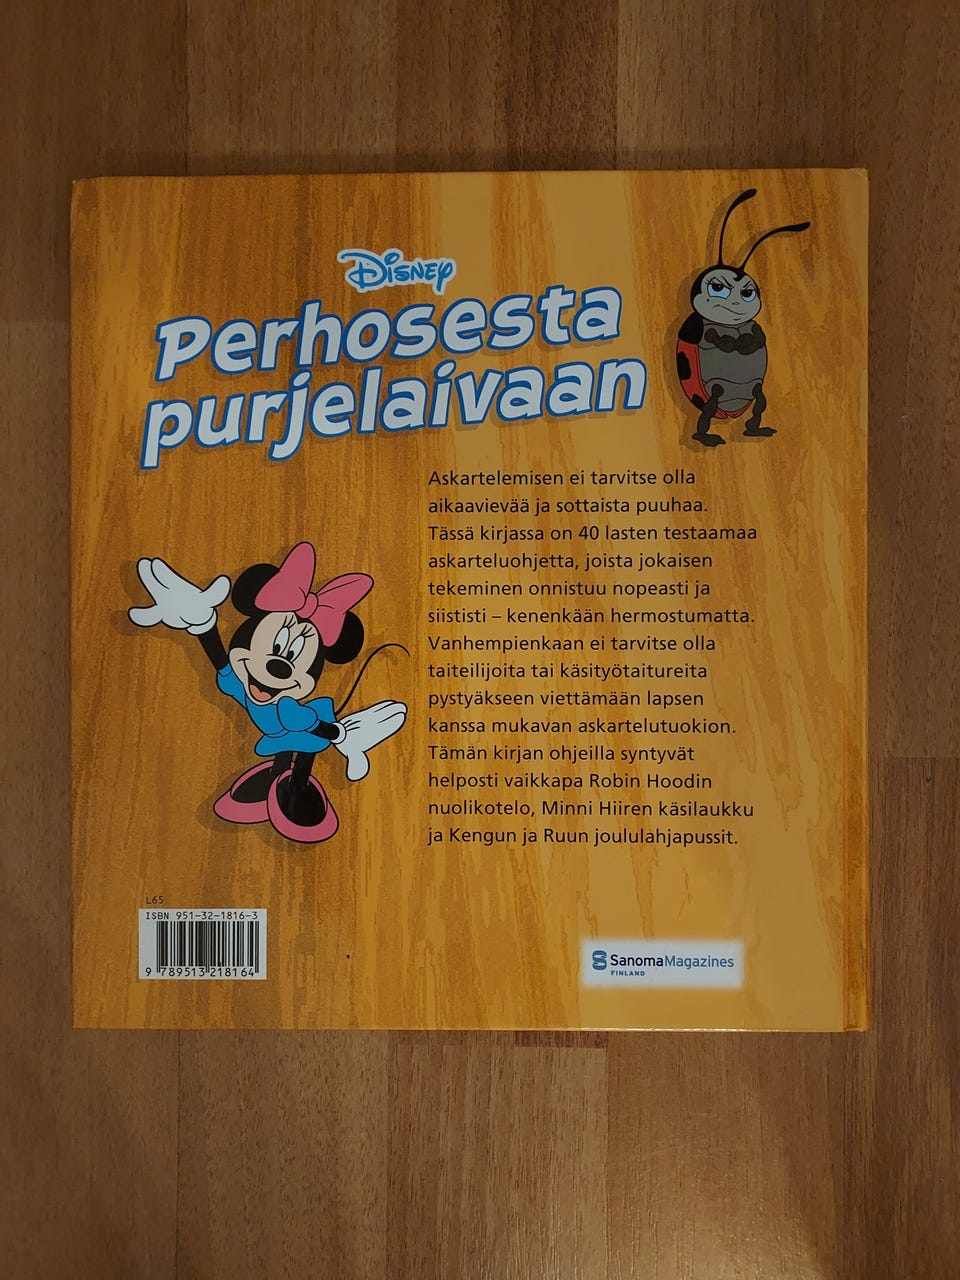 Disney
Perhosesta
purjelaivaan
Askartelemisen ei tarvitse olla
aikaavievää ja sottaista puuhaa.
Tässä kirjassa on 40 lasten testaamaa
askarteluohjetta, joista jokaisen
tekeminen onnistuu nopeasti ja
siististi – kenenkään hermostumatta.
Vanhempienkaan ei tarvitse olla
taiteilijoita tai käsityötaitureita
pystyäkseen viettämään lapsen
kanssa mukavan askartelutuokion.
Tämän kirjan ohjeilla syntyvät
helposti vaikkapa Robin Hoodin
nuolikotelo, Minni Hiiren käsilaukku
ja Kengun ja Ruun joululahjapussit.
L65
ISBN 951-32-1816-3
9 789513 218164
SanomaMagazines
FINLAND